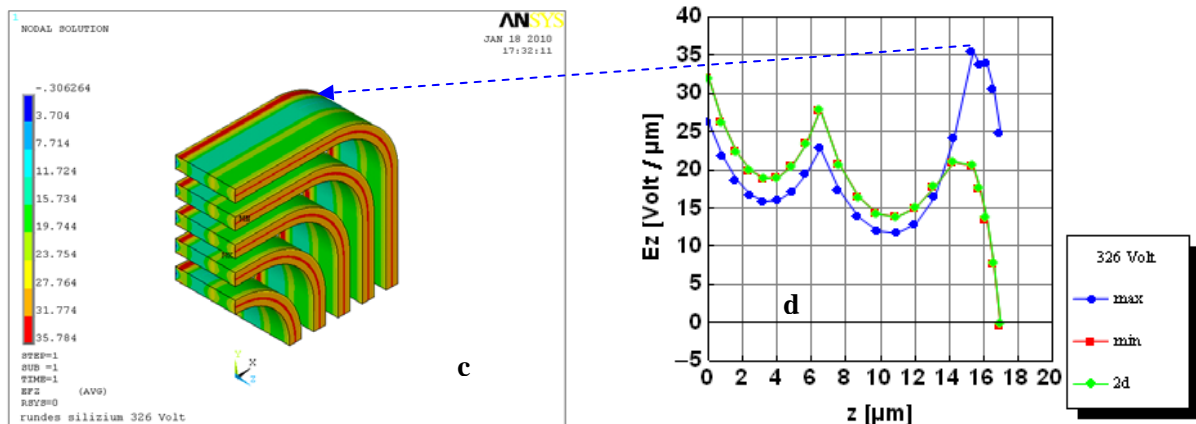 1
NODAL SOLUTION
ANSYS
JAN 18 2010
17:32:11
-.306264
3.704
7.714
11.724
15.734
19.744
23.754
27.764
31.774
35.784
Y
X
Z
STEP=1
SUB =1
TIME=1
EFZ (AVG)
RSYS=0
rundes silizium 326 Volt
c
40
35
30
25
20
15
10
5
0
−5
Ez [Volt / µm]
0 2 4 6 8 10 12 14 16 18 20
z [µm]
d
326 Volt
max
min
2d